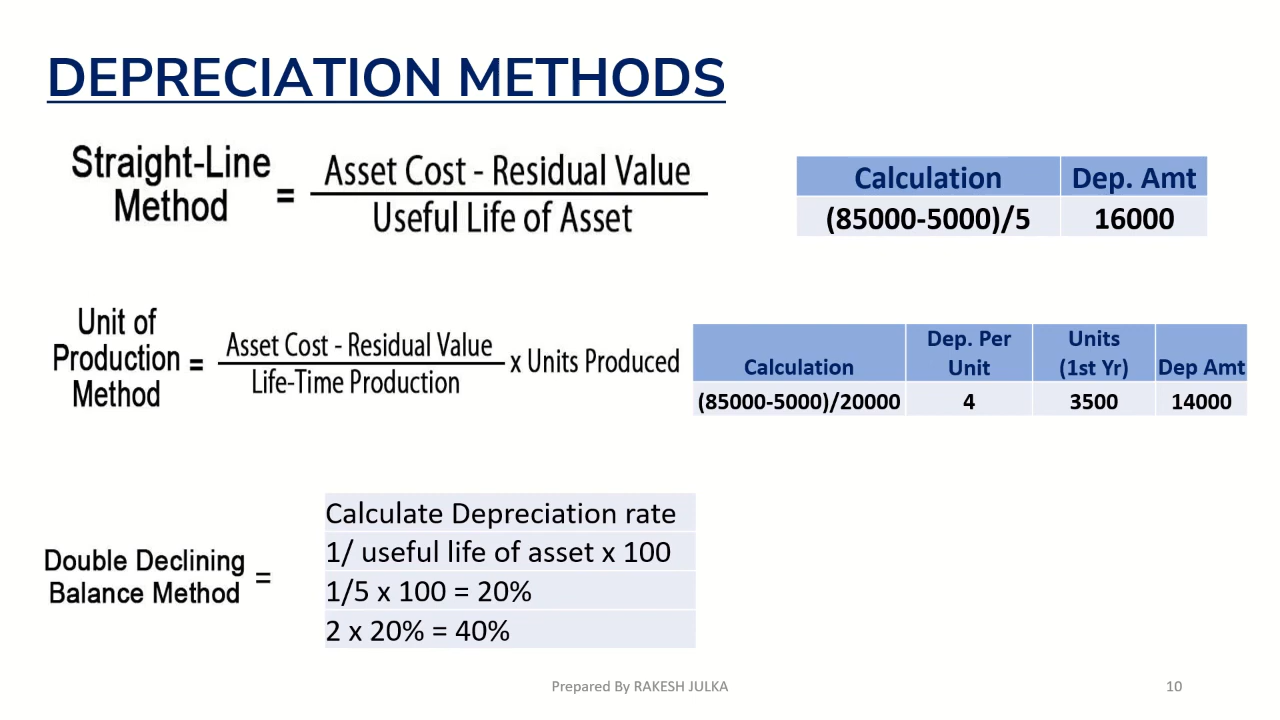 DEPRECIATION METHODS
Straight-Line
Method
=
Asset Cost - Residual Value
Useful Life of Asset
Calculation Dep. Amt
(85000-5000)/5 16000
Unit of
Production
Method
=
Asset Cost - Residual Value
Life-Time Production
x Units Produced
Calculation Dep. Per Unit Units (1st Yr) Dep Amt
(85000-5000)/20000 4 3500 14000
Double Declining
Balance Method
=
Calculate Depreciation rate
1/ useful life of asset x 100
1/5 x 100 = 20%
2 x 20% = 40%
Prepared By RAKESH JULKA
10